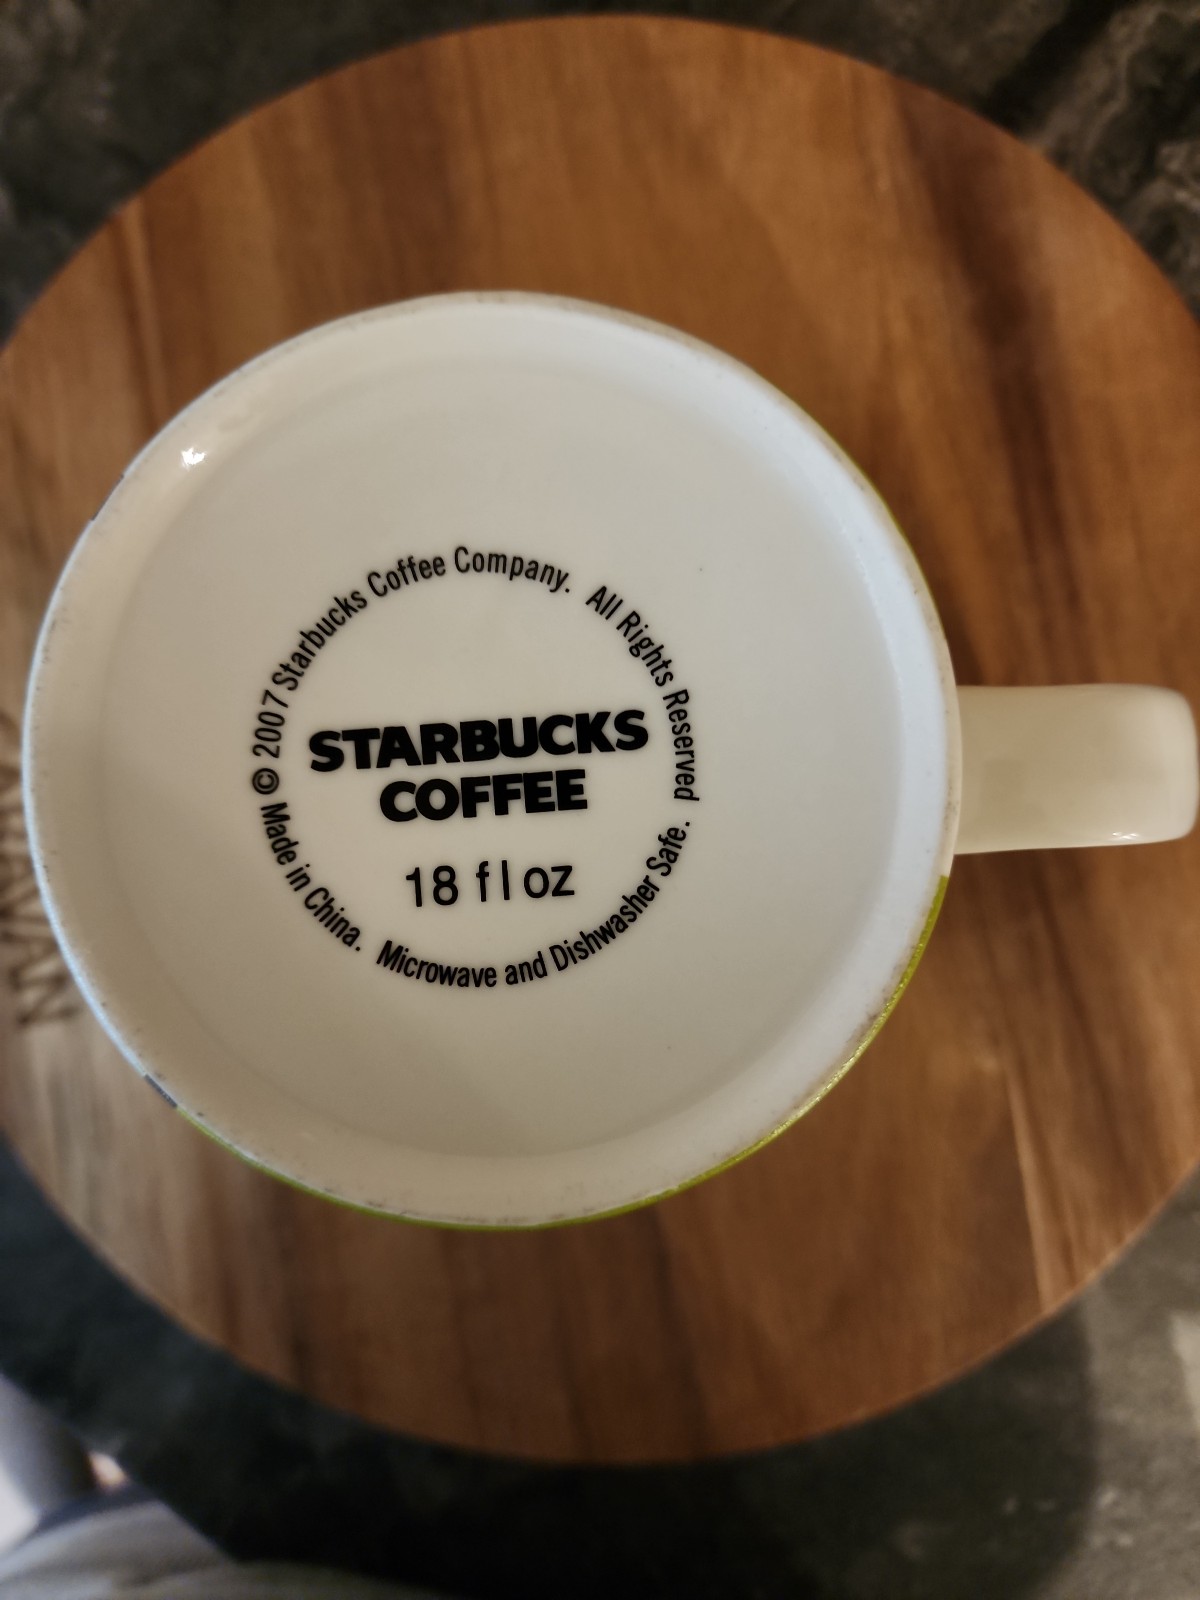 © 2007 Starbucks Coffee Company. All Rights Reserved
STARBUCKS
COFFEE
18 fl oz
Made in China. Microwave and Dishwasher Safe.